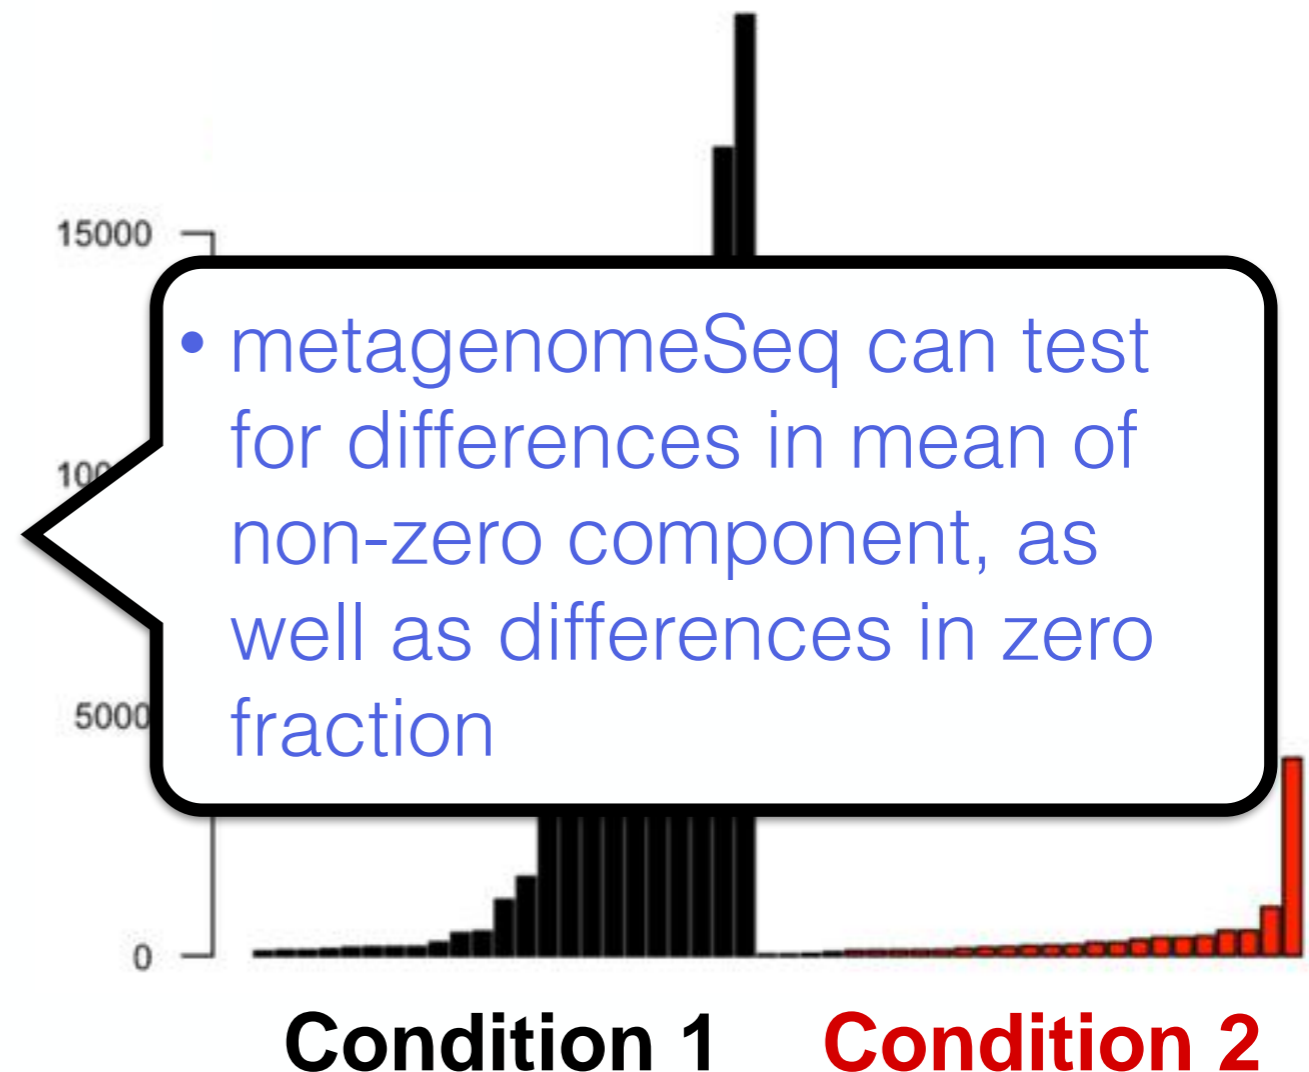 15000
• metagenomeSeq can test
for differences in mean of
non-zero component, as
well as differences in zero
fraction
5000
0
Condition 1 Condition 2